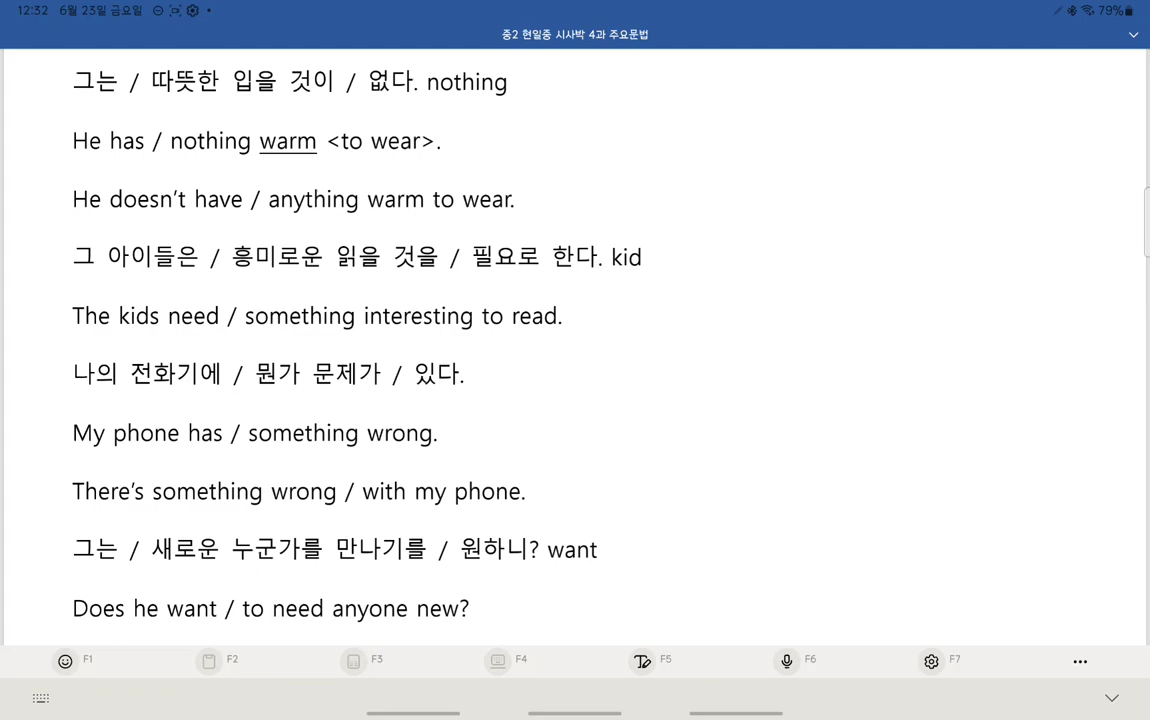 12:32 6월 23일 금요일 79%
중2 현일중 시사박 4과 주요문법
그는 / 따뜻한 입을 것이 / 없다. nothing
He has / nothing warm <to wear>.
He doesn’t have / anything warm to wear.
그 아이들은 / 흥미로운 읽을 것을 / 필요로 한다. kid
The kids need / something interesting to read.
나의 전화기에 / 뭔가 문제가 / 있다.
My phone has / something wrong.
There’s something wrong / with my phone.
그는 / 새로운 누군가를 만나기를 / 원하니? want
Does he want / to need anyone new?
F1 F2 F3 F4 F5 F6 F7